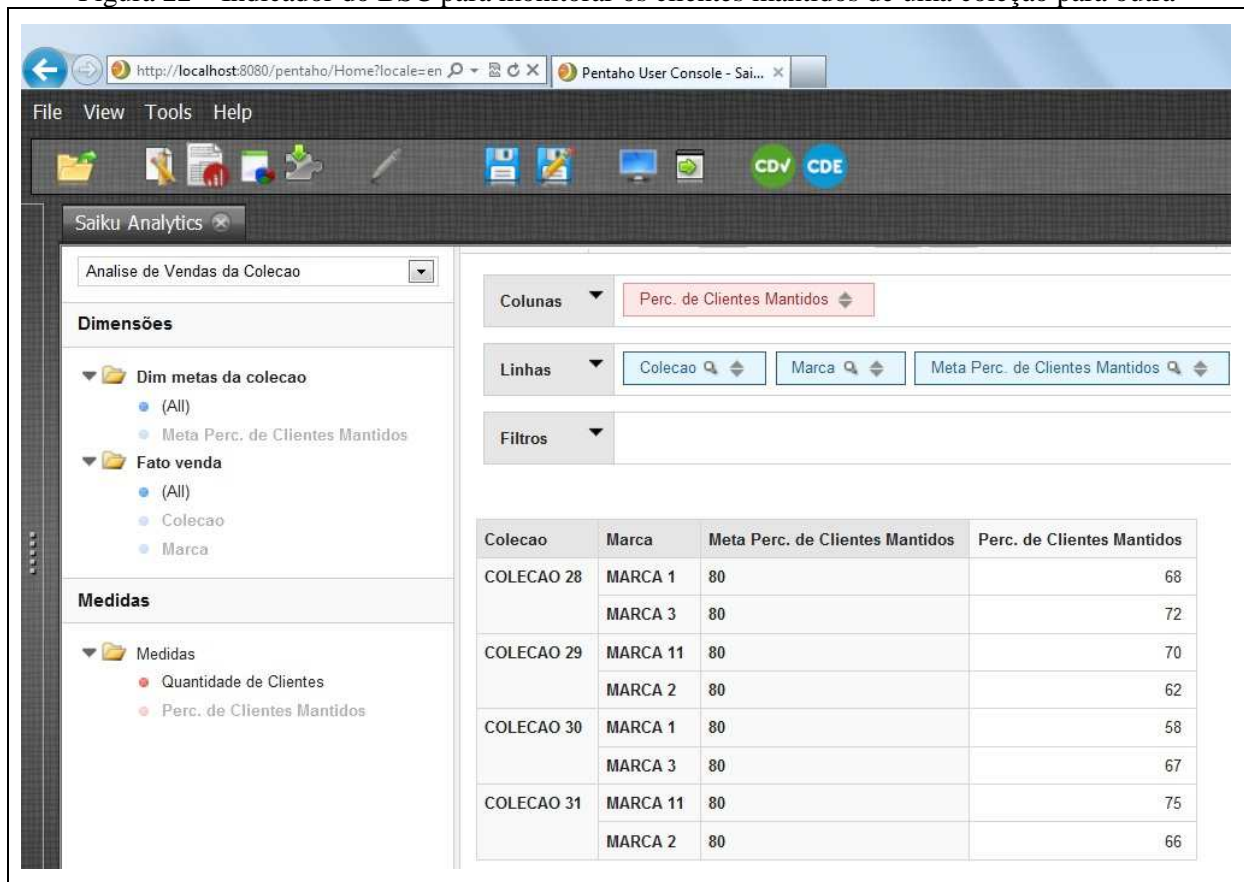 Figura 22 – Indicador do BSC para monitorar os clientes mantidos de uma coleção para outra
http://localhost:8080/pentaho/Home?locale=en
Pentaho User Console - Sai...
File View Tools Help
CDV CDE
Saiku Analytics
Analise de Vendas da Colecao
Dimensões
Dim metas da colecao
(All)
Meta Perc. de Clientes Mantidos
Fato venda
(All)
Colecao
Marca
Medidas
Medidas
Quantidade de Clientes
Perc. de Clientes Mantidos
Colunas Perc. de Clientes Mantidos
Linhas Colecao Marca Meta Perc. de Clientes Mantidos
Filtros
Colecao Marca Meta Perc. de Clientes Mantidos Perc. de Clientes Mantidos
COLECAO 28 MARCA 1 80 68
MARCA 3 80 72
COLECAO 29 MARCA 11 80 70
MARCA 2 80 62
COLECAO 30 MARCA 1 80 58
MARCA 3 80 67
COLECAO 31 MARCA 11 80 75
MARCA 2 80 66